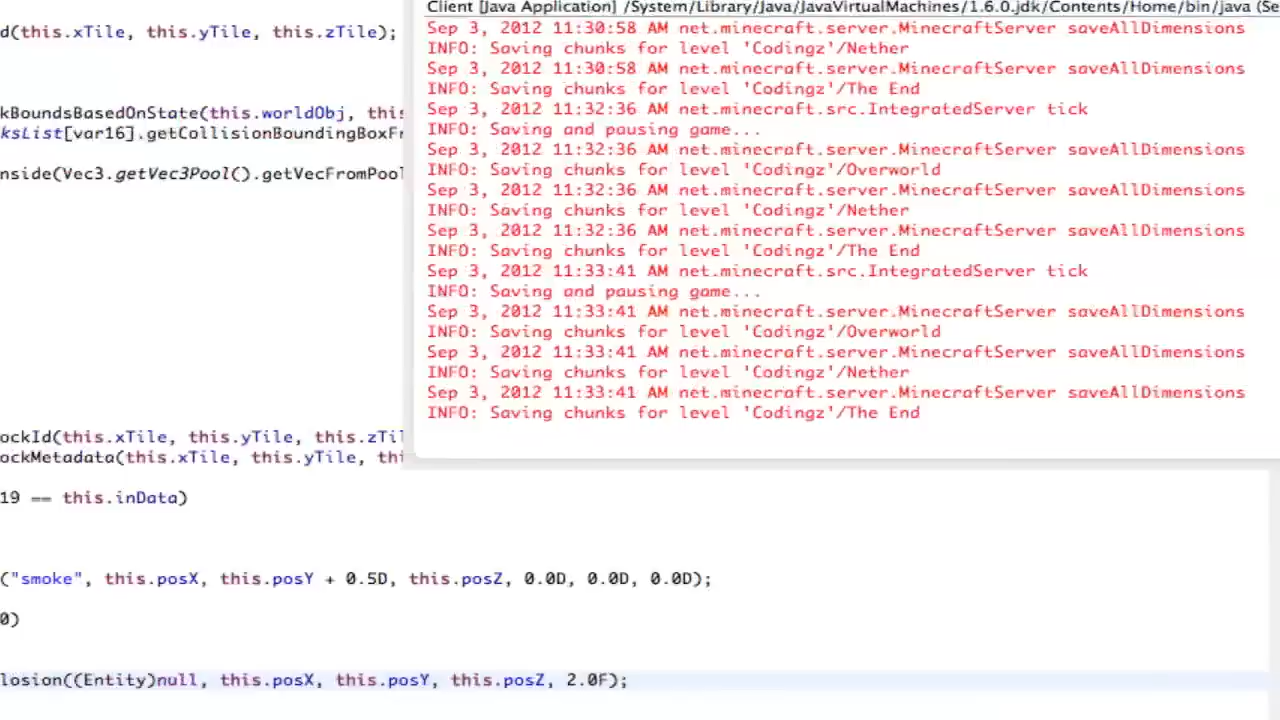 Client [Java Application] /System/Library/Java/JavaVirtualMachines/1.6.0.jdk/Contents/Home/bin/java (Se
Sep 3, 2012 11:30:58 AM net.minecraft.server.MinecraftServer saveAllDimensions
INFO: Saving chunks for level 'Codingz'/Nether
Sep 3, 2012 11:30:58 AM net.minecraft.server.MinecraftServer saveAllDimensions
INFO: Saving chunks for level 'Codingz'/The End
Sep 3, 2012 11:32:36 AM net.minecraft.src.IntegratedServer tick
INFO: Saving and pausing game...
Sep 3, 2012 11:32:36 AM net.minecraft.server.MinecraftServer saveAllDimensions
INFO: Saving chunks for level 'Codingz'/Overworld
Sep 3, 2012 11:32:36 AM net.minecraft.server.MinecraftServer saveAllDimensions
INFO: Saving chunks for level 'Codingz'/Nether
Sep 3, 2012 11:32:36 AM net.minecraft.server.MinecraftServer saveAllDimensions
INFO: Saving chunks for level 'Codingz'/The End
Sep 3, 2012 11:33:41 AM net.minecraft.src.IntegratedServer tick
INFO: Saving and pausing game...
Sep 3, 2012 11:33:41 AM net.minecraft.server.MinecraftServer saveAllDimensions
INFO: Saving chunks for level 'Codingz'/Overworld
Sep 3, 2012 11:33:41 AM net.minecraft.server.MinecraftServer saveAllDimensions
INFO: Saving chunks for level 'Codingz'/Nether
Sep 3, 2012 11:33:41 AM net.minecraft.server.MinecraftServer saveAllDimensions
INFO: Saving chunks for level 'Codingz'/The End
d(this.xTile, this.yTile, this.zTile);
kBoundsBasedOnState(this.worldObj, this
ksList[var16].getCollisionBoundingBoxFr
nside(Vec3.getVec3Pool().getVecFromPool
ockId(this.xTile, this.yTile, this.zTil
ockMetadata(this.xTile, this.yTile, thi
19 == this.inData)
("smoke", this.posX, this.posY + 0.5D, this.posZ, 0.0D, 0.0D, 0.0D);
0)
losion((Entity)null, this.posX, this.posY, this.posZ, 2.0F);